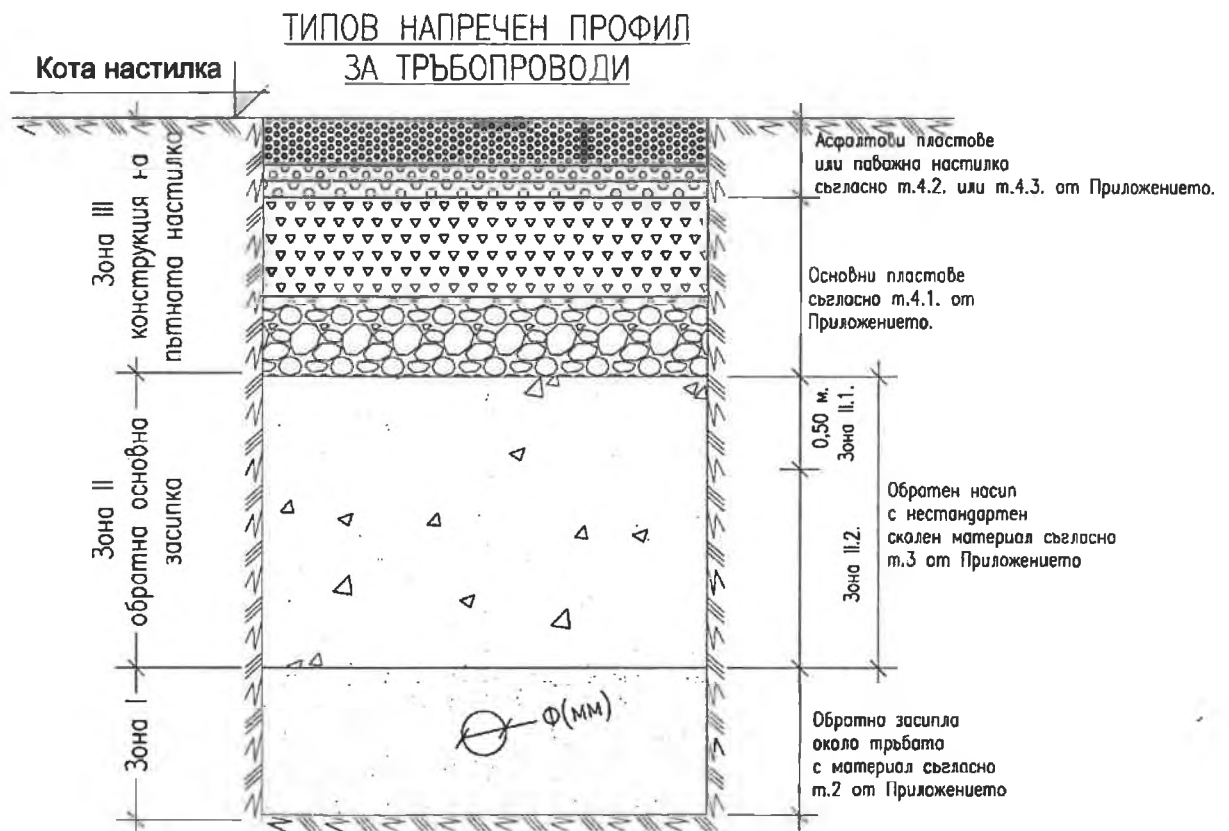 ТИПОВ НАПРЕЧЕН ПРОФИЛ
ЗА ТРЪБОПРОВОДИ
Кота настилка
Зона III
конструкция на
пътната настилка
Зона II
обратна основна
засипка
Зона I
Асфалтови пластове
или паважна настилка
съгласно т.4.2. или т.4.3. от Приложението.
Основни пластове
съгласно т.4.1. от
Приложението.
0,50 м.
Зона II.1.
Зона II.2.
Обратен насип
с нестандартен
скален материал съгласно
т.3 от Приложението
Ф(мм)
Обратна засипла
около тръбата
с материал съгласно
т.2 от Приложението